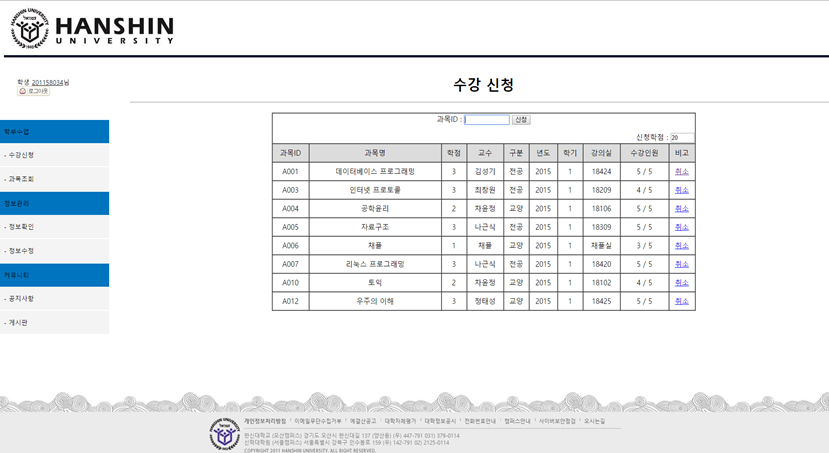 HANSHIN UNIVERSITY
1940
HANSHIN
UNIVERSITY
학생 201158034님
로그아웃
수강 신청
학부수업
- 수강신청
- 과목조회
정보관리
- 정보확인
- 정보수정
커뮤니티
- 공지사항
- 게시판
과목ID : 신청
신청학점 : 20
과목ID 과목명 학점 교수 구분 년도 학기 강의실 수강인원 비고
A001 데이터베이스 프로그래밍 3 김성기 전공 2015 1 18424 5 / 5 취소
A003 인터넷 프로토콜 3 최창원 전공 2015 1 18209 4 / 5 취소
A004 공학윤리 2 차윤정 교양 2015 1 18106 5 / 5 취소
A005 자료구조 3 나근식 전공 2015 1 18309 5 / 5 취소
A006 채플 1 채플 교양 2015 1 채플실 3 / 5 취소
A007 리눅스 프로그래밍 3 나근식 전공 2015 1 18420 5 / 5 취소
A010 토익 2 차윤정 교양 2015 1 18102 4 / 5 취소
A012 우주의 이해 3 정태성 교양 2015 1 18425 5 / 5 취소
개인정보처리방침 이메일무단수집거부 예결산공고 대학자체평가 대학정보공시 전화번호안내 캠퍼스안내 사이버보안점검 오시는길
한신대학교 (오산캠퍼스) 경기도 오산시 한신대길 137 (양산동) (우) 447-791 031) 379-0114
신학대학원 (서울캠퍼스) 서울특별시 강북구 인수봉로 159 (우) 142-791 02) 2125-0114
COPYRIGHT 2011 HANSHIN UNIVERSITY. ALL RIGHT RESERVED.